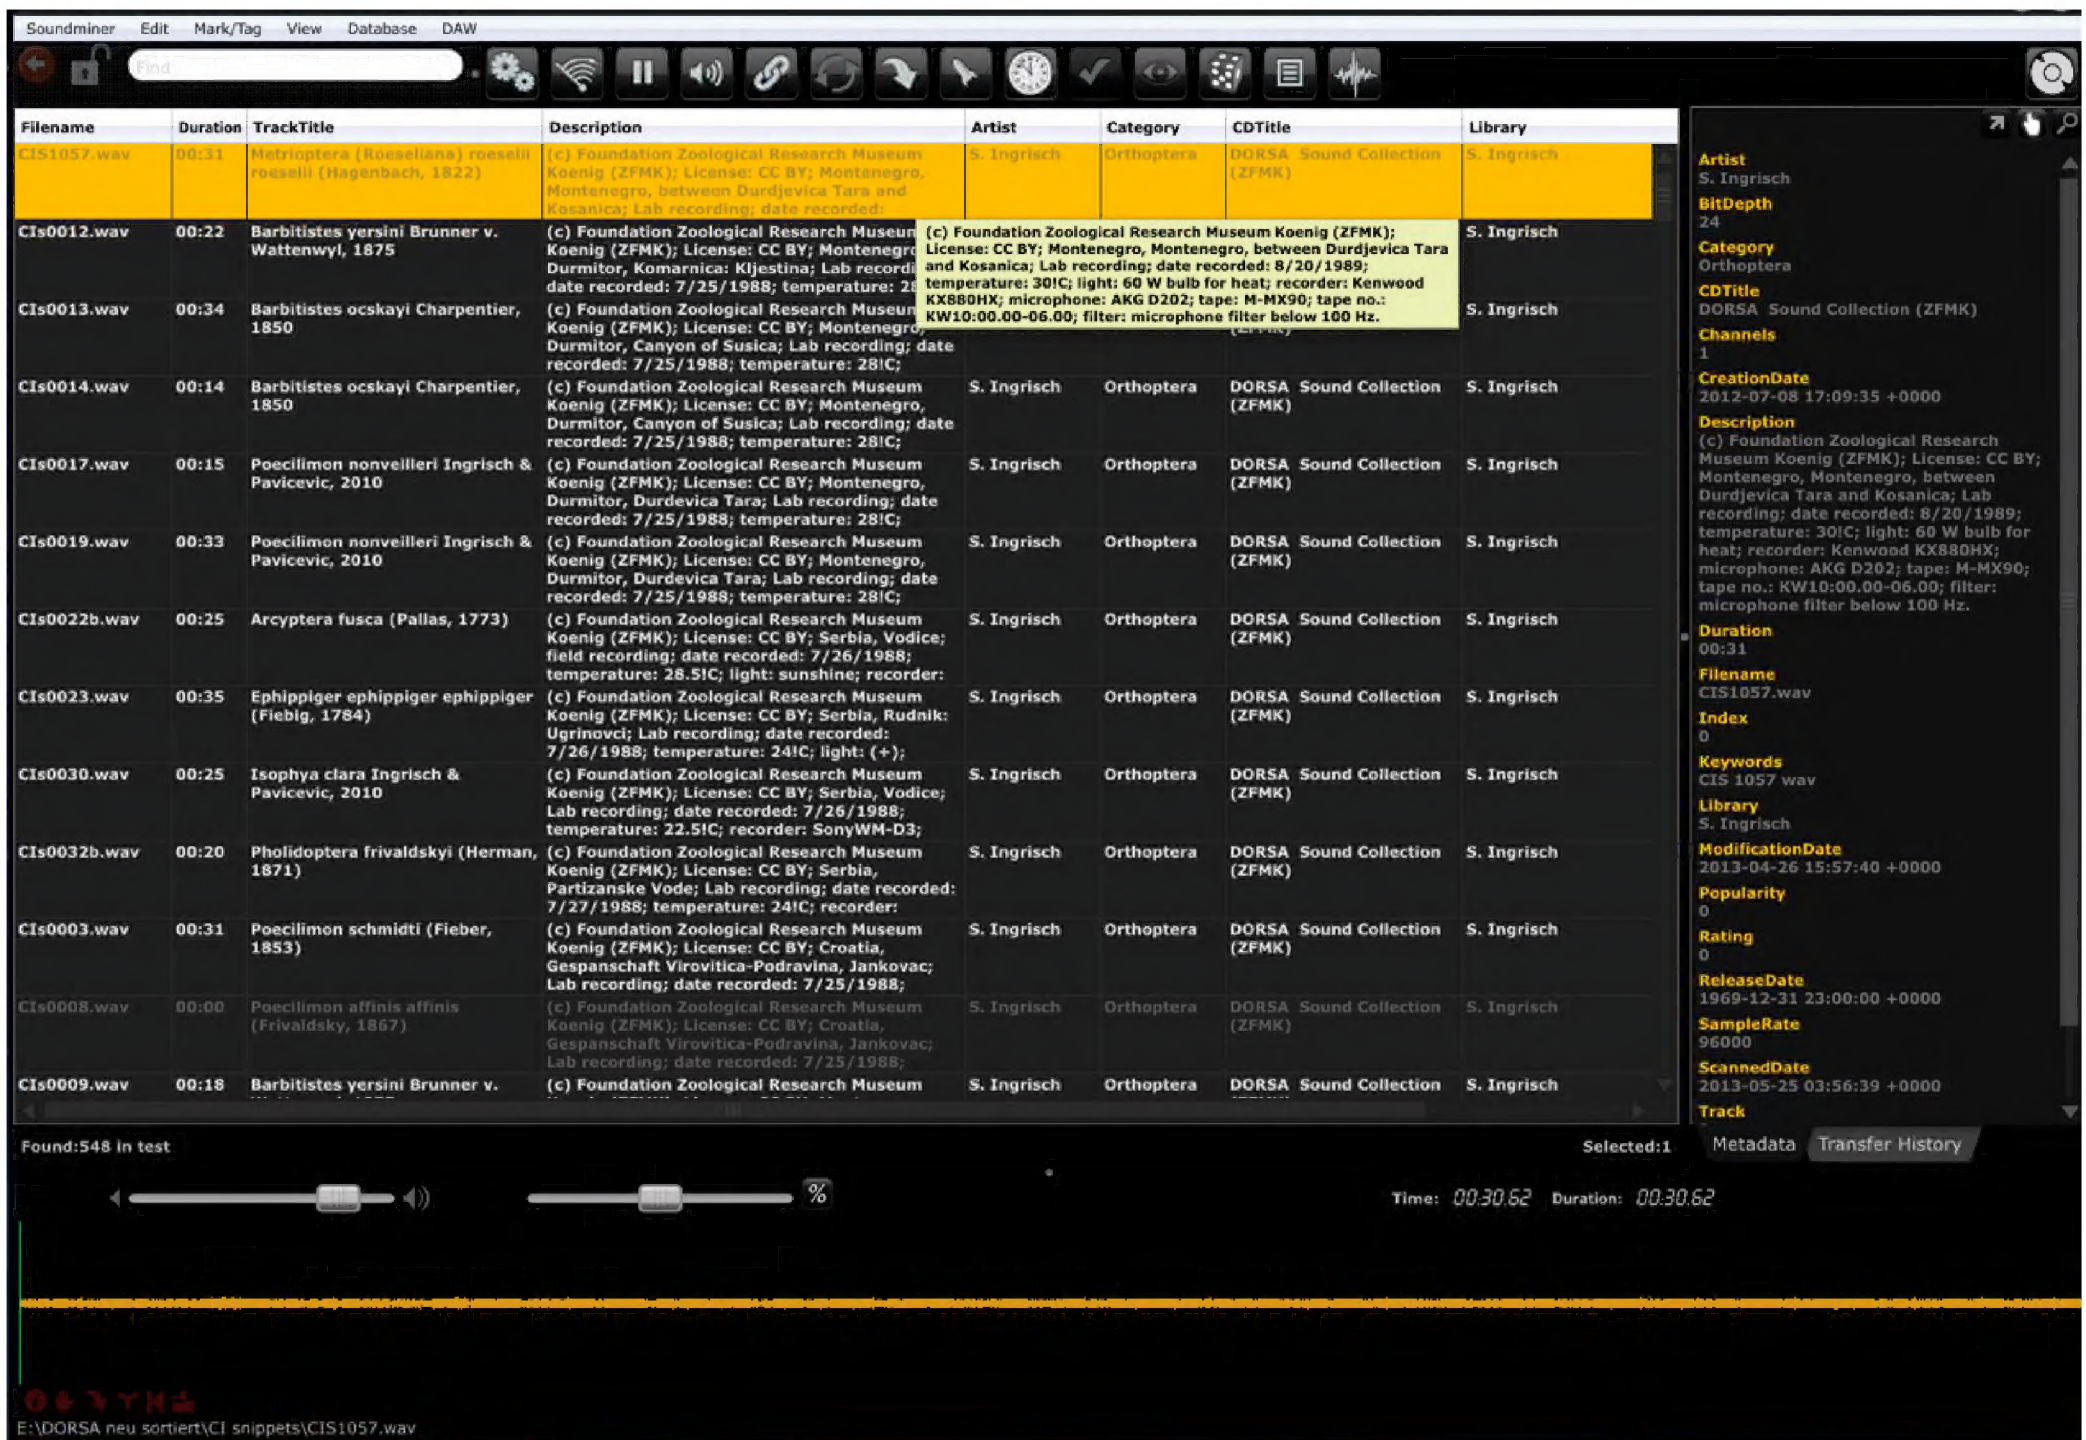 Soundminer Edit Mark/Tag View Database DAW
Find
Filename Duration TrackTitle Description Artist Category CDTitle Library
CIS1057.wav 00:31 Metrioptera (Roeseliana) roeselii (c) Foundation Zoological Research Museum S. Ingrisch Orthoptera DORSA Sound Collection S. Ingrisch
roeselii (Hagenbach, 1822) Koenig (ZFMK); License: CC BY; Montenegro, (ZFMK)
Montenegro, between Durdjevica Tara and
Kosanica; Lab recording; date recorded:
(c) Foundation Zoological Research Museum Koenig (ZFMK);
License: CC BY; Montenegro, Montenegro, between Durdjevica Tara
and Kosanica; Lab recording; date recorded: 8/20/1989;
temperature: 30!C; light: 60 W bulb for heat; recorder: Kenwood
KX880HX; microphone: AKG D202; tape: M-MX90; tape no.:
KW10:00.00-06.00; filter: microphone filter below 100 Hz.
CIs0012.wav 00:22 Barbitistes yersini Brunner v. (c) Foundation Zoological Research Museum S. Ingrisch
Wattenwyl, 1875 Koenig (ZFMK); License: CC BY; Montenegro
Durmitor, Komarnica: Kljestina; Lab recordi
date recorded: 7/25/1988; temperature: 28
CIs0013.wav 00:34 Barbitistes ocskayi Charpentier, (c) Foundation Zoological Research Museum S. Ingrisch
1850 Koenig (ZFMK); License: CC BY; Montenegro, (ZFMK)
Durmitor, Canyon of Susica; Lab recording; date
recorded: 7/25/1988; temperature: 28!C;
CIs0014.wav 00:14 Barbitistes ocskayi Charpentier, (c) Foundation Zoological Research Museum S. Ingrisch Orthoptera DORSA Sound Collection S. Ingrisch
1850 Koenig (ZFMK); License: CC BY; Montenegro, (ZFMK)
Durmitor, Canyon of Susica; Lab recording; date
recorded: 7/25/1988; temperature: 28!C;
CIs0017.wav 00:15 Poecilimon nonveilleri Ingrisch & (c) Foundation Zoological Research Museum S. Ingrisch Orthoptera DORSA Sound Collection S. Ingrisch
Pavicevic, 2010 Koenig (ZFMK); License: CC BY; Montenegro, (ZFMK)
Durmitor, Durdevica Tara; Lab recording; date
recorded: 7/25/1988; temperature: 28!C;
CIs0019.wav 00:33 Poecilimon nonveilleri Ingrisch & (c) Foundation Zoological Research Museum S. Ingrisch Orthoptera DORSA Sound Collection S. Ingrisch
Pavicevic, 2010 Koenig (ZFMK); License: CC BY; Montenegro, (ZFMK)
Durmitor, Durdevica Tara; Lab recording; date
recorded: 7/25/1988; temperature: 28!C;
CIs0022b.wav 00:25 Arcyptera fusca (Pallas, 1773) (c) Foundation Zoological Research Museum S. Ingrisch Orthoptera DORSA Sound Collection S. Ingrisch
Koenig (ZFMK); License: CC BY; Serbia, Vodice; (ZFMK)
field recording; date recorded: 7/26/1988;
temperature: 28.5!C; light: sunshine; recorder:
CIs0023.wav 00:35 Ephippiger ephippiger ephippiger (c) Foundation Zoological Research Museum S. Ingrisch Orthoptera DORSA Sound Collection S. Ingrisch
(Fiebig, 1784) Koenig (ZFMK); License: CC BY; Serbia, Rudnik: (ZFMK)
Ugrinovci; Lab recording; date recorded:
7/26/1988; temperature: 24!C; light: (+);
CIs0030.wav 00:25 Isophya clara Ingrisch & (c) Foundation Zoological Research Museum S. Ingrisch Orthoptera DORSA Sound Collection S. Ingrisch
Pavicevic, 2010 Koenig (ZFMK); License: CC BY; Serbia, Vodice; (ZFMK)
Lab recording; date recorded: 7/26/1988;
temperature: 22.5!C; recorder: SonyWM-D3;
CIs0032b.wav 00:20 Pholidoptera frivaldskyi (Herman, (c) Foundation Zoological Research Museum S. Ingrisch Orthoptera DORSA Sound Collection S. Ingrisch
1871) Koenig (ZFMK); License: CC BY; Serbia, (ZFMK)
Partizanske Vode; Lab recording; date recorded:
7/27/1988; temperature: 24!C; recorder:
CIs0003.wav 00:31 Poecilimon schmidti (Fieber, (c) Foundation Zoological Research Museum S. Ingrisch Orthoptera DORSA Sound Collection S. Ingrisch
1853) Koenig (ZFMK); License: CC BY; Croatia, (ZFMK)
Gespanschaft Virovitica-Podravina, Jankovac;
Lab recording; date recorded: 7/25/1988;
CIs0008.wav 00:00 Poecilimon affinis affinis (c) Foundation Zoological Research Museum S. Ingrisch Orthoptera DORSA Sound Collection S. Ingrisch
(Frivaldsky, 1867) Koenig (ZFMK); License: CC BY; Croatia, (ZFMK)
Gespanschaft Virovitica-Podravina, Jankovac;
Lab recording; date recorded: 7/25/1988;
CIs0009.wav 00:18 Barbitistes yersini Brunner v. (c) Foundation Zoological Research Museum S. Ingrisch Orthoptera DORSA Sound Collection S. Ingrisch
Found:548 in test Selected:1
Artist
S. Ingrisch
BitDepth
24
Category
Orthoptera
CDTitle
DORSA Sound Collection (ZFMK)
Channels
1
CreationDate
2012-07-08 17:09:35 +0000
Description
(c) Foundation Zoological Research
Museum Koenig (ZFMK); License: CC BY;
Montenegro, Montenegro, between
Durdjevica Tara and Kosanica; Lab
recording; date recorded: 8/20/1989;
temperature: 30!C; light: 60 W bulb for
heat; recorder: Kenwood KX880HX;
microphone: AKG D202; tape: M-MX90;
tape no.: KW10:00.00-06.00; filter:
microphone filter below 100 Hz.
Duration
00:31
Filename
CIS1057.wav
Index
0
Keywords
CIS 1057 wav
Library
S. Ingrisch
ModificationDate
2013-04-26 15:57:40 +0000
Popularity
0
Rating
0
ReleaseDate
1969-12-31 23:00:00 +0000
SampleRate
96000
ScannedDate
2013-05-25 03:56:39 +0000
Track
Metadata Transfer History
%
Time: 00:30.62 Duration: 00:30.62
E:\DORSA neu sortiert\CI snippets\CIS1057.wav